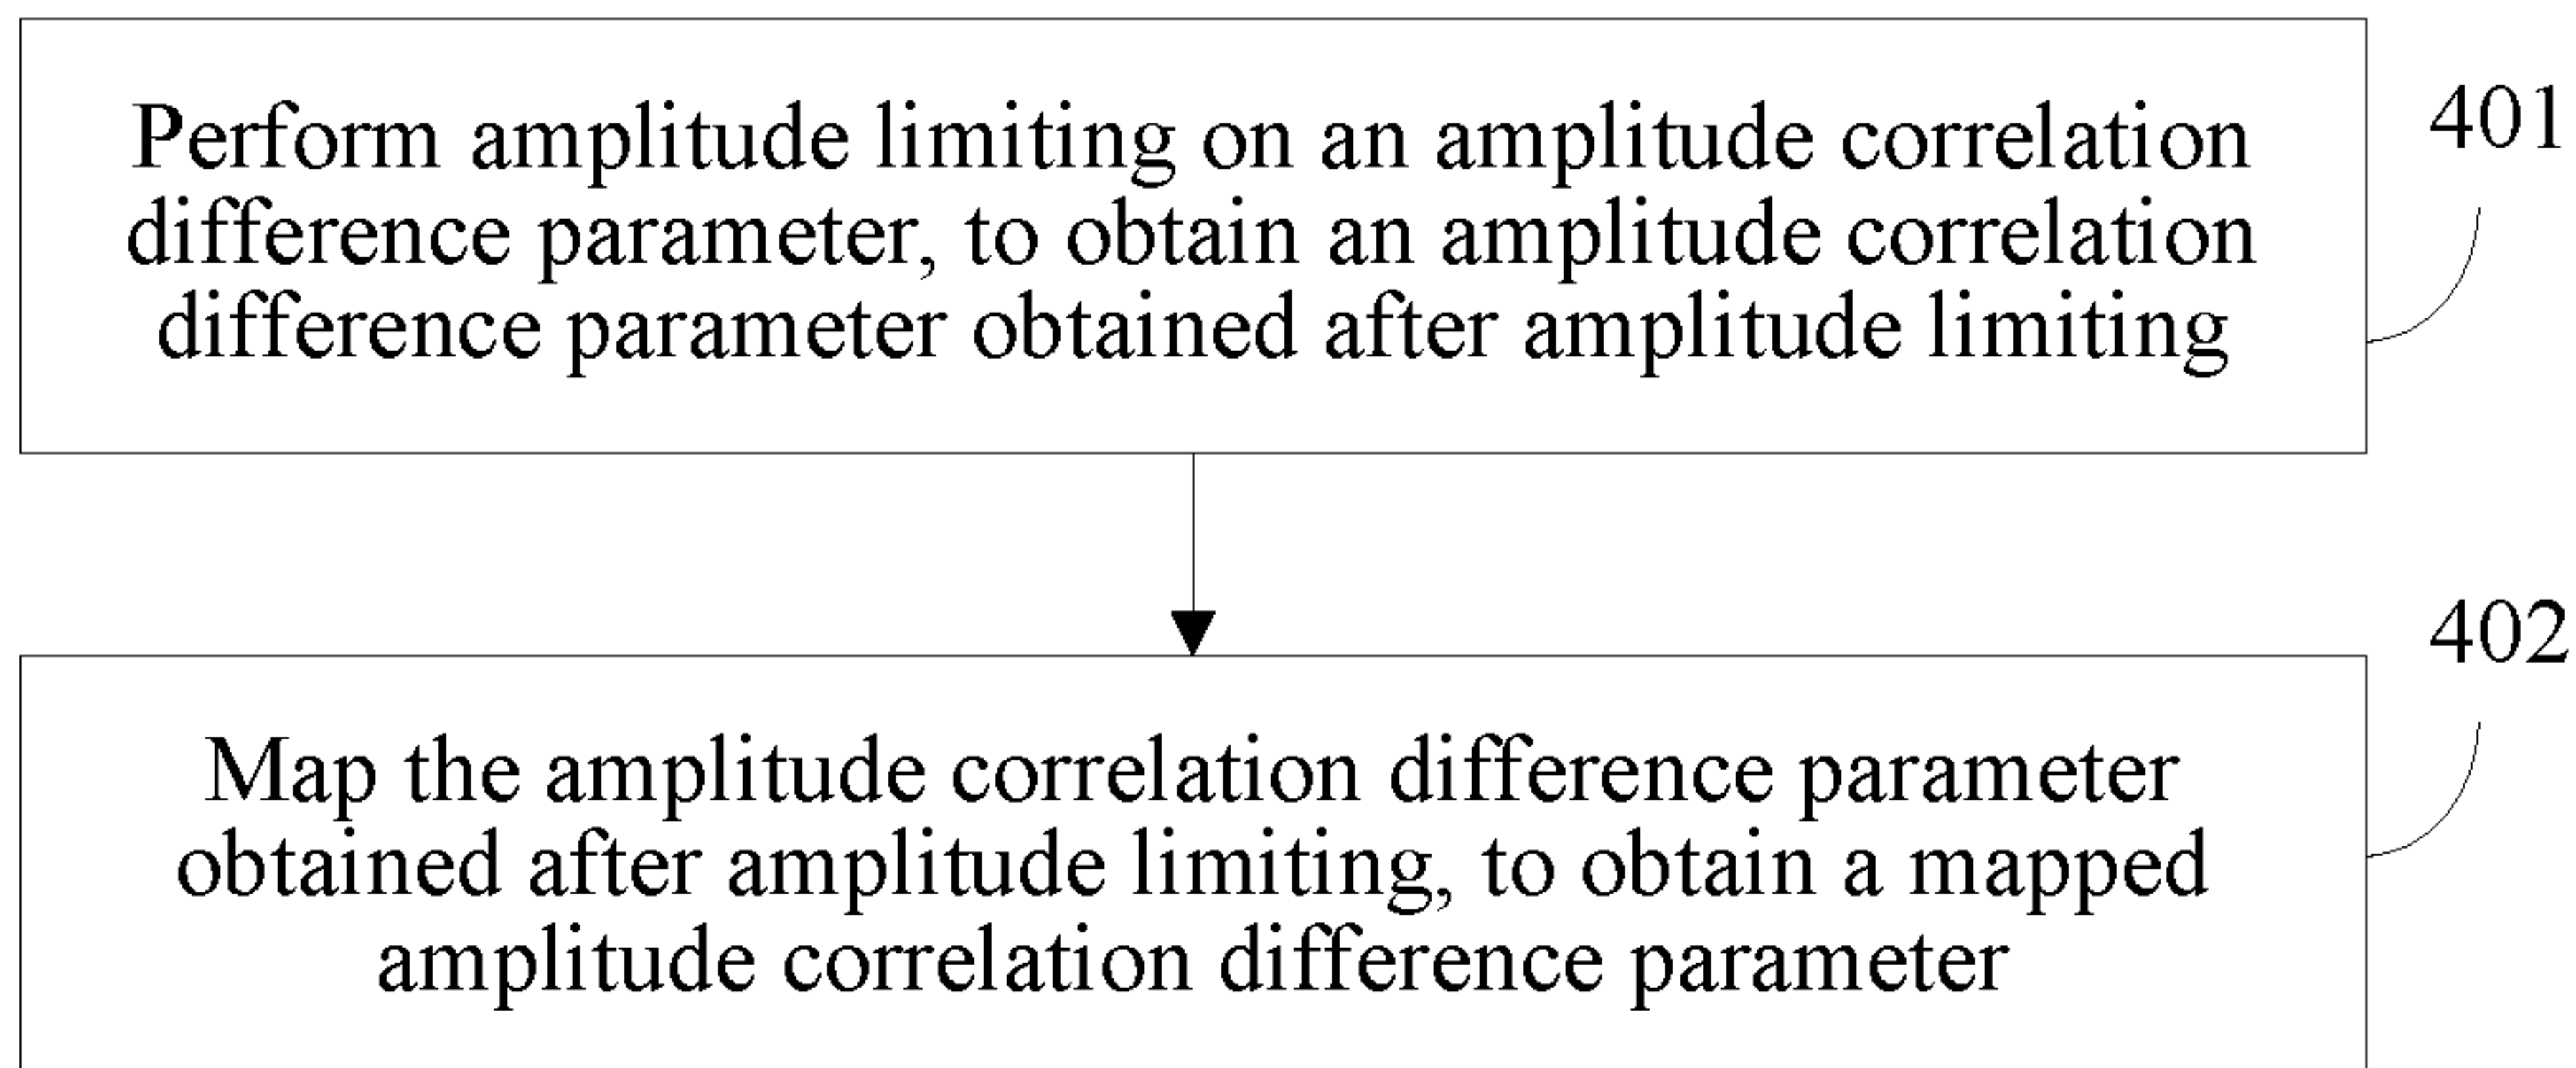 Perform amplitude limiting on an amplitude correlation
difference parameter, to obtain an amplitude correlation
difference parameter obtained after amplitude limiting
401
402
Map the amplitude correlation difference parameter
obtained after amplitude limiting, to obtain a mapped
amplitude correlation difference parameter